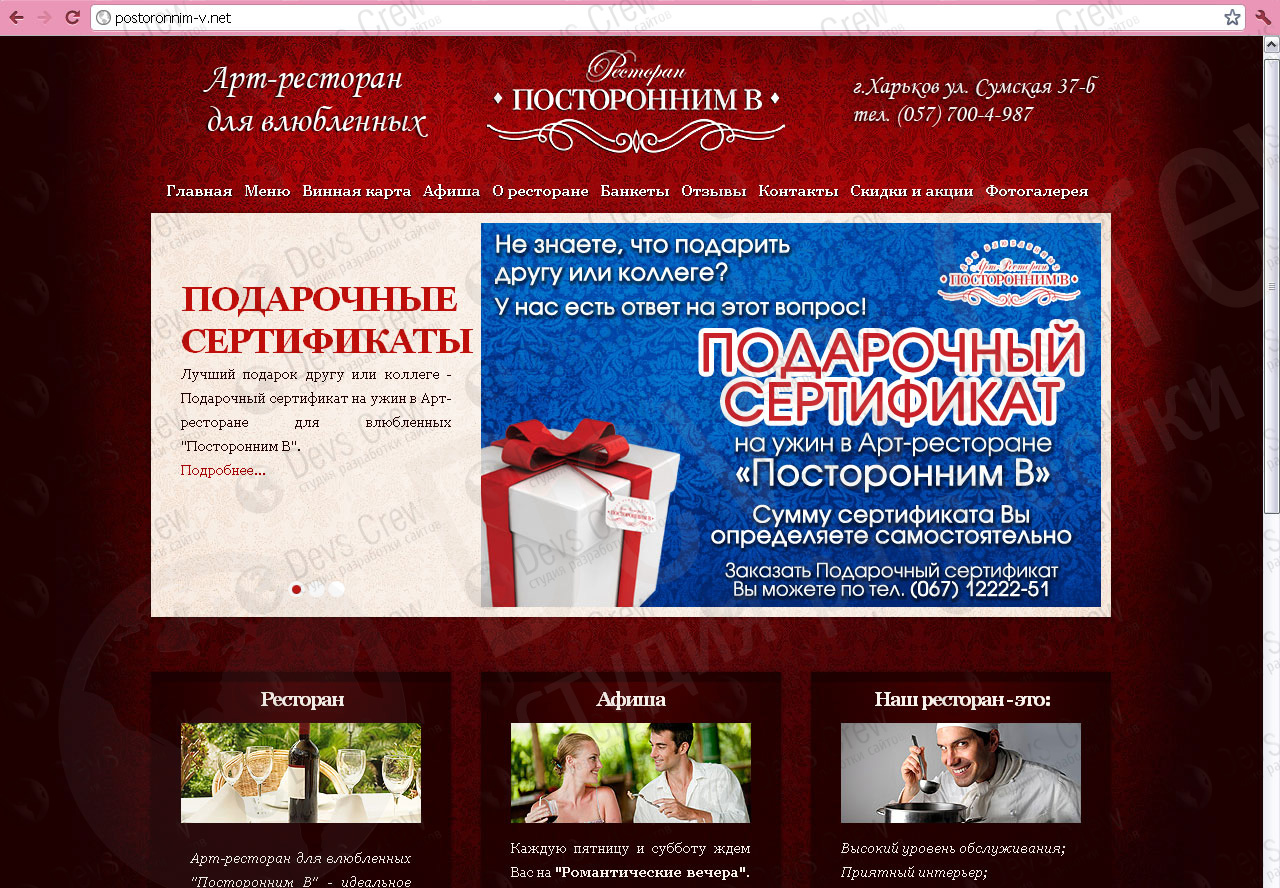 postoronnim-v.net
Арт-ресторан
для влюбленных
Ресторан
ПОСТОРОННИМ В
г.Харьков ул. Сумская 37-б
тел. (057) 700-4-987
Главная Меню Винная карта Афиша О ресторане Банкеты Отзывы Контакты Скидки и акции Фотогалерея
ПОДАРОЧНЫЕ
СЕРТИФИКАТЫ
Лучший подарок другу или коллеге -
Подарочный сертификат на ужин в Арт-
ресторане для влюбленных
"Посторонним В".
Подробнее...
Не знаете, что подарить
другу или коллеге?
У нас есть ответ на этот вопрос!
для влюбленных
Арт-Ресторан
ПОСТОРОННИМ В
ПОДАРОЧНЫЙ
СЕРТИФИКАТ
на ужин в Арт-ресторане
«Посторонним В»
Сумму сертификата Вы
определяете самостоятельно
Заказать Подарочный сертификат
Вы можете по тел. (067) 12222-51
ПОСТОРОННИМ В
Devs Crew
студия разработки сайтов
Ресторан
Арт-ресторан для влюбленных
"Посторонним В" - идеальное
Афиша
Каждую пятницу и субботу ждем
Вас на "Романтические вечера".
Наш ресторан - это:
Высокий уровень обслуживания;
Приятный интерьер;